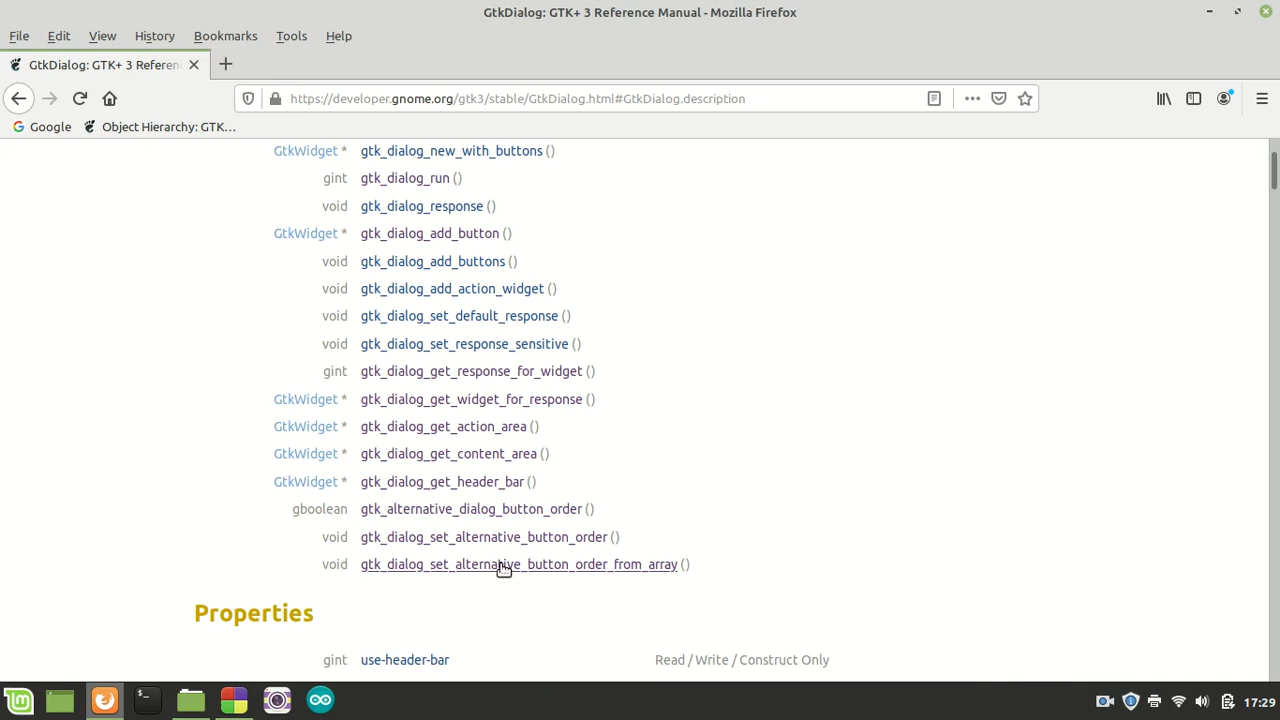 GtkDialog: GTK+ 3 Reference Manual - Mozilla Firefox
File Edit View History Bookmarks Tools Help
GtkDialog: GTK+ 3 Referen
https://developer.gnome.org/gtk3/stable/GtkDialog.html#GtkDialog.description
Google Object Hierarchy: GTK...
GtkWidget * gtk_dialog_new_with_buttons ()
gint gtk_dialog_run ()
void gtk_dialog_response ()
GtkWidget * gtk_dialog_add_button ()
void gtk_dialog_add_buttons ()
void gtk_dialog_add_action_widget ()
void gtk_dialog_set_default_response ()
void gtk_dialog_set_response_sensitive ()
gint gtk_dialog_get_response_for_widget ()
GtkWidget * gtk_dialog_get_widget_for_response ()
GtkWidget * gtk_dialog_get_action_area ()
GtkWidget * gtk_dialog_get_content_area ()
GtkWidget * gtk_dialog_get_header_bar ()
gboolean gtk_alternative_dialog_button_order ()
void gtk_dialog_set_alternative_button_order ()
void gtk_dialog_set_alternative_button_order_from_array ()
Properties
gint use-header-bar Read / Write / Construct Only
17:29